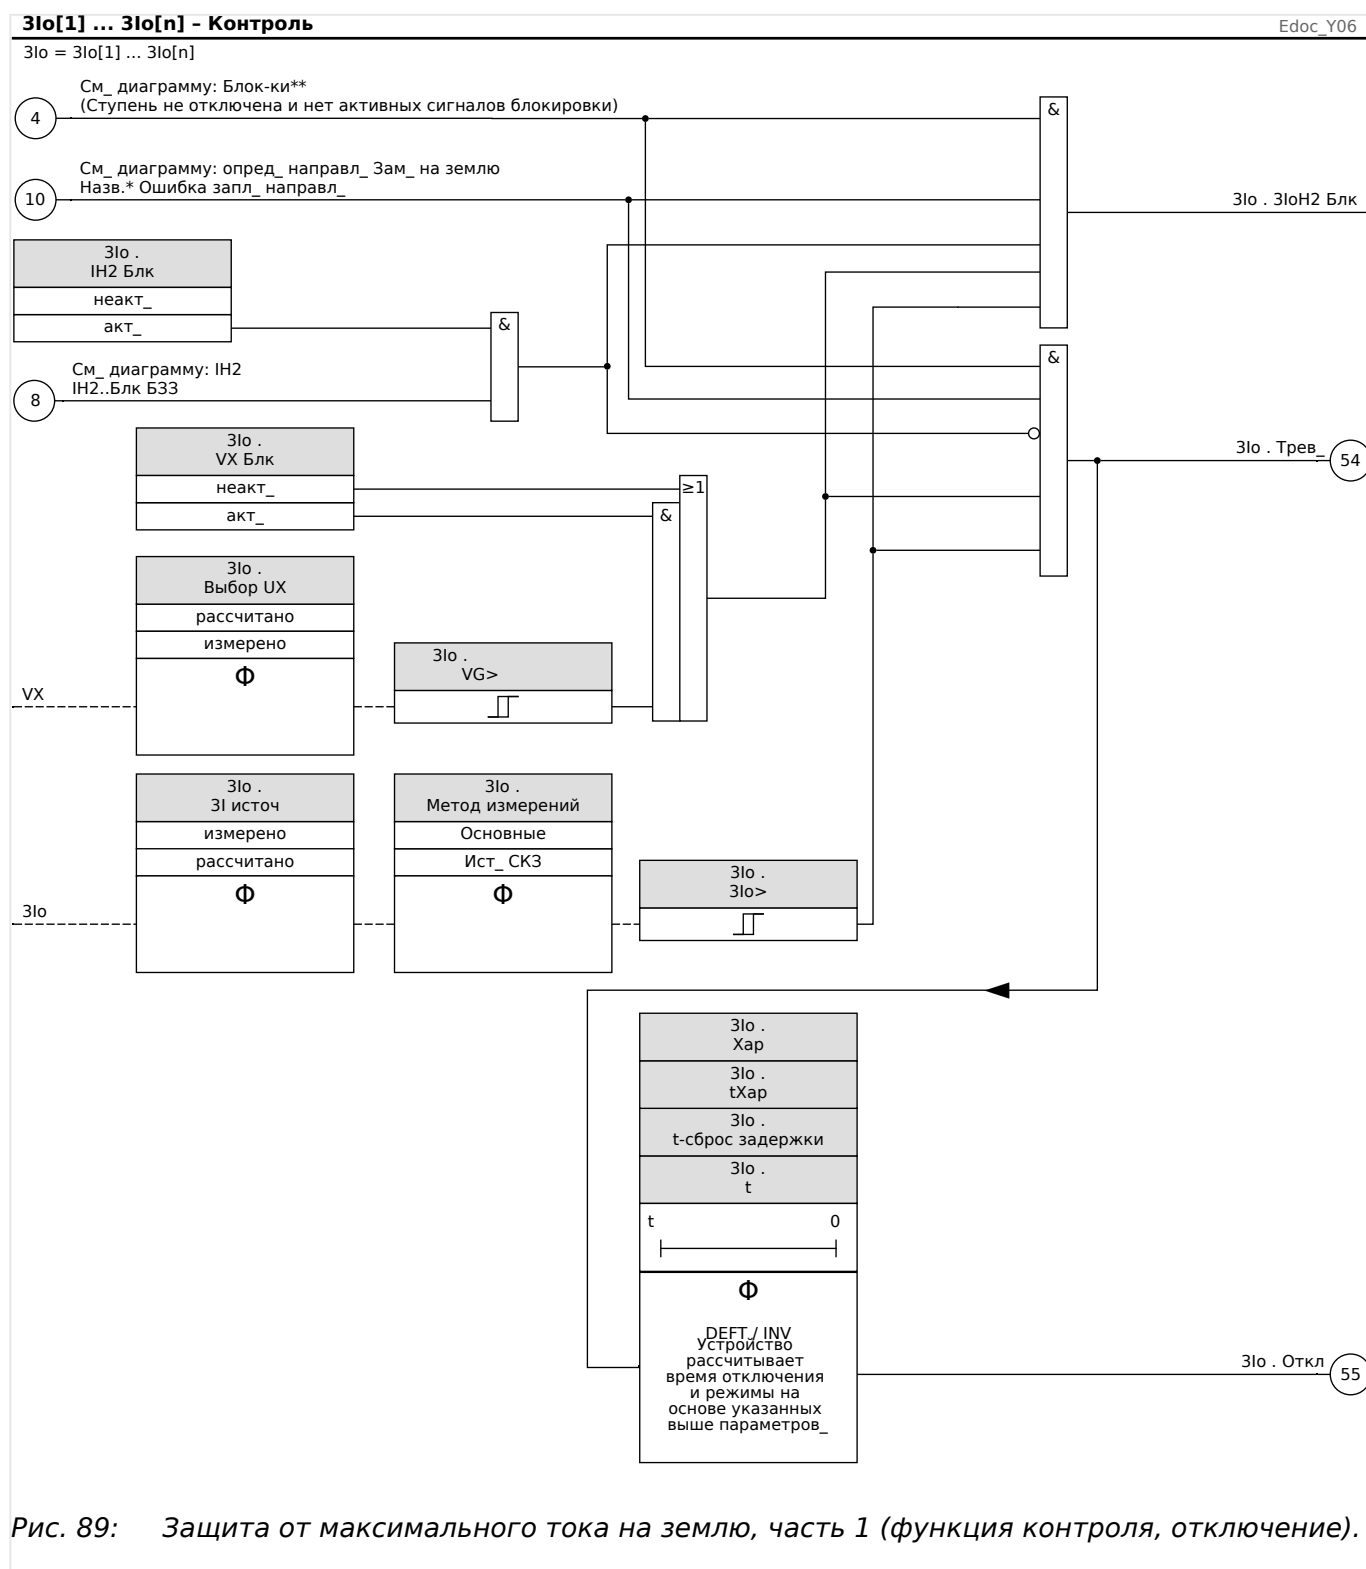 3Io[1] ... 3Io[n] – Контроль
Edoc_Y06
3Io = 3Io[1] ... 3Io[n]
См_ диаграмму: Блок-ки**
(Ступень не отключена и нет активных сигналов блокировки)
4
&
См_ диаграмму: опред_ направл_ Зам_ на землю
Назв.* Ошибка запл_ направл_
10
3Io . 3IoH2 Блк
3Io .
IH2 Блк
неакт_
акт_
&
См_ диаграмму: IH2
IH2..Блк БЗЗ
8
&
3Io . Трев_
54
3Io .
VX Блк
неакт_
акт_
≥1
&
3Io .
Выбор UX
рассчитано
измерено
Ф
VX
3Io .
VG>
3Io .
3I источ
измерено
рассчитано
Ф
3Io
3Io .
Метод измерений
Основные
Ист_ СКЗ
Ф
3Io .
3Io>
3Io .
Хар
3Io .
tХар
3Io .
t-сброс задержки
3Io .
t
t 0
Ф
DEFT / INV
Устройство
рассчитывает
время отключения
и режимы на
основе указанных
выше параметров_
3Io . Откл
55
Рис. 89: Защита от максимального тока на землю, часть 1 (функция контроля, отключение).